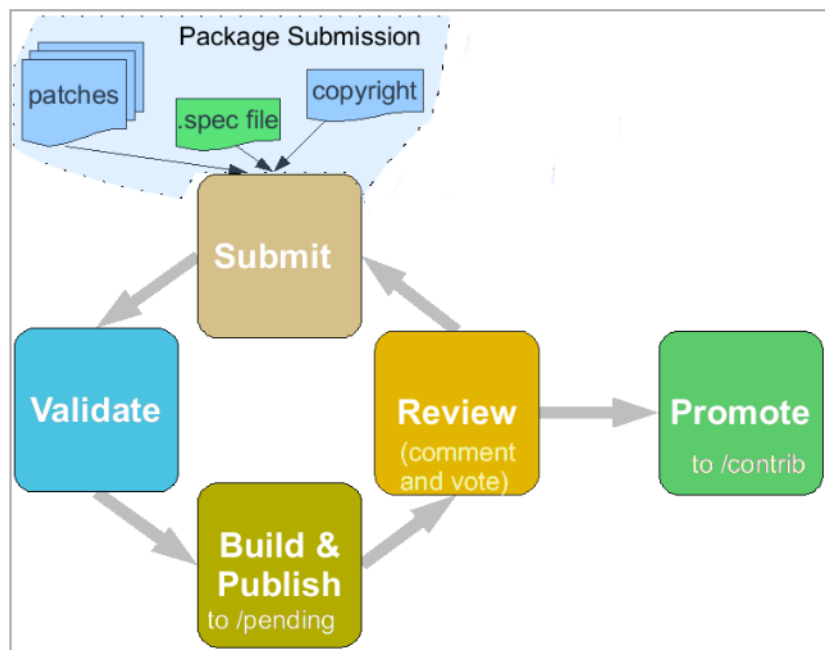 Package Submission
patches
.spec file
copyright
Submit
Validate
Build &
Publish
to /pending
Review
(comment
and vote)
Promote
to /contrib